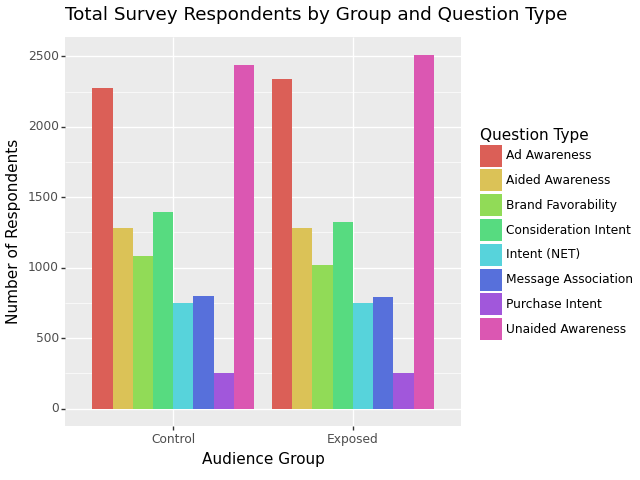 Total Survey Respondents by Group and Question Type
2500
2000
1500
1000
500
0
Number of Respondents
Control
Exposed
Audience Group
Question Type
Ad Awareness
Aided Awareness
Brand Favorability
Consideration Intent
Intent (NET)
Message Association
Purchase Intent
Unaided Awareness